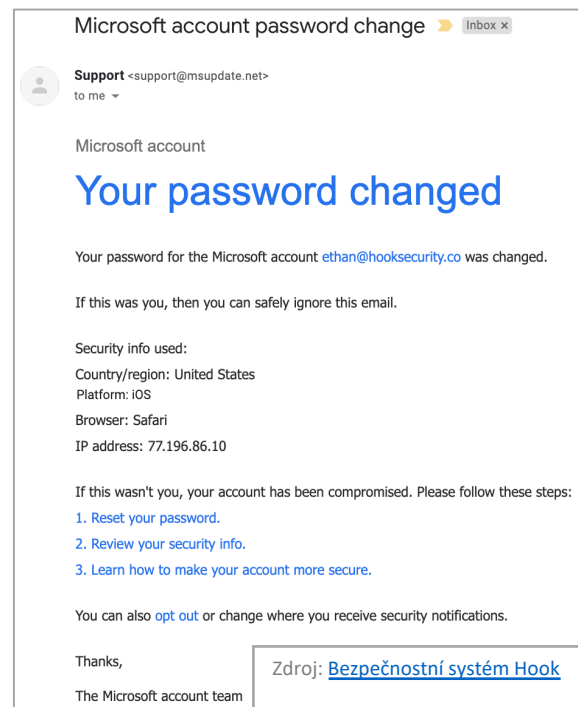 Microsoft account password change Inbox x
Support <support@msupdate.net>
to me
Microsoft account
Your password changed
Your password for the Microsoft account ethan@hooksecurity.co was changed.
If this was you, then you can safely ignore this email.
Security info used:
Country/region: United States
Platform: iOS
Browser: Safari
IP address: 77.196.86.10
If this wasn't you, your account has been compromised. Please follow these steps:
1. Reset your password.
2. Review your security info.
3. Learn how to make your account more secure.
You can also opt out or change where you receive security notifications.
Thanks,
The Microsoft account team
Zdroj: Bezpečnostní systém Hook